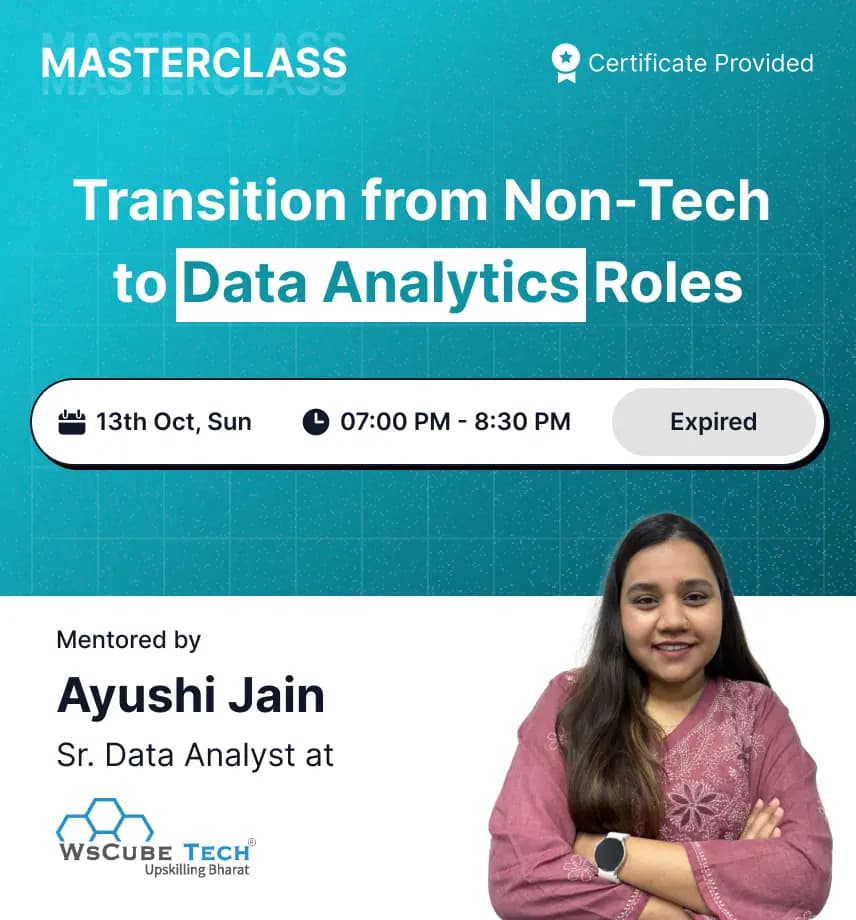 MASTERCLASS
Certificate Provided
Transition from Non-Tech
to Data Analytics Roles
13th Oct, Sun
07:00 PM - 8:30 PM
Expired
Mentored by
Ayushi Jain
Sr. Data Analyst at
WsCube Tech®
Upskilling Bharat